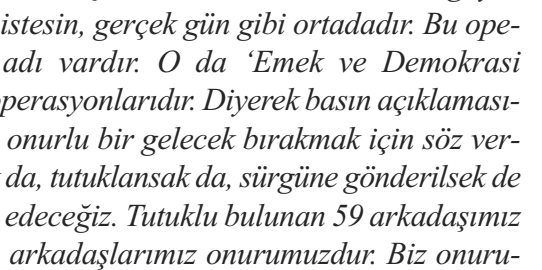 istesin, gerçek gün gibi ortadadır. Bu ope-
adı vardır. O da ‘Emek ve Demokrasi
operasyonlarıdır. Diyerek basın açıklaması-
onurlu bir gelecek bırakmak için söz ver-
da, tutuklansak da, sürgüne gönderilsek de
edeceğiz. Tutuklu bulunan 59 arkadaşımız
arkadaşlarımız onurumuzdur. Biz onuru-